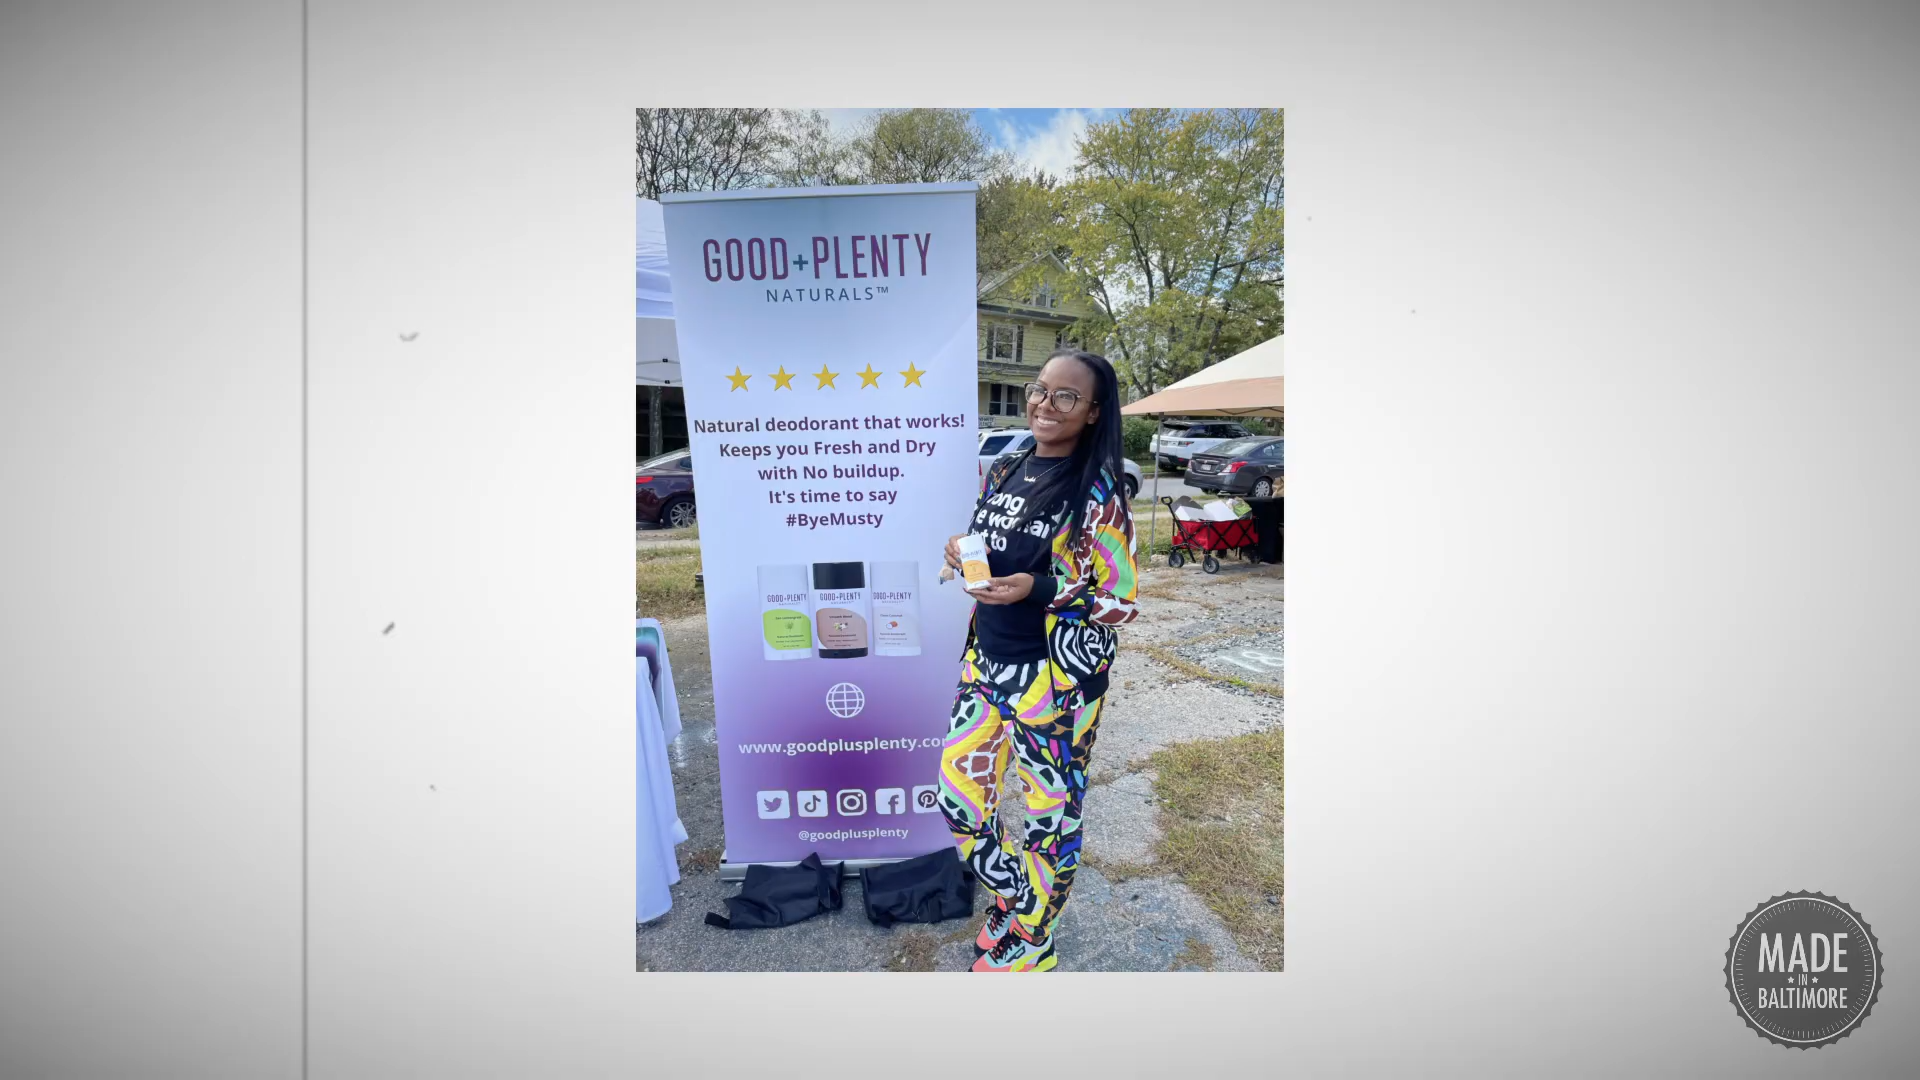 GOOD+PLENTY
NATURALS™
Natural deodorant that works!
Keeps you Fresh and Dry
with No buildup.
It's time to say
#ByeMusty
GOOD+PLENTY
GOOD+PLENTY
GOOD+PLENTY
www.goodplusplenty.co
@goodplusplenty
MADE
IN
BALTIMORE